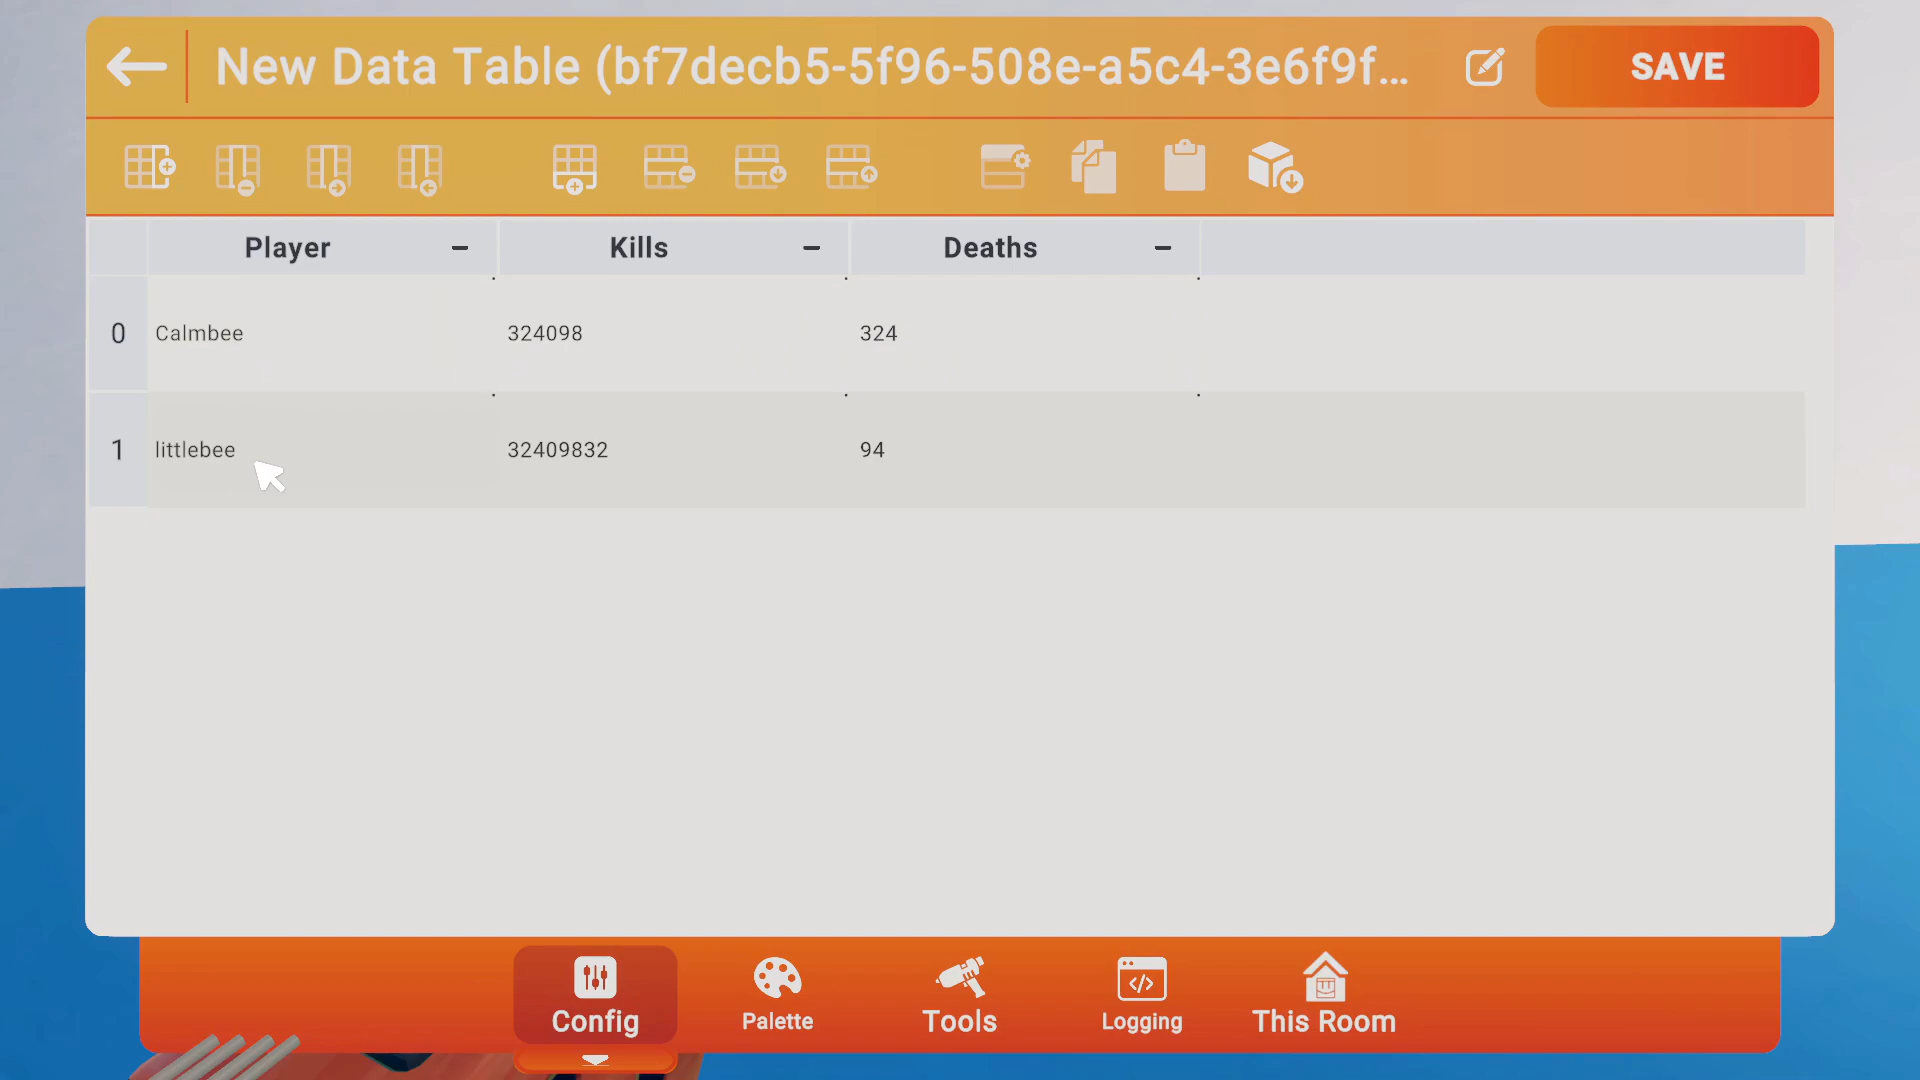 New Data Table (bf7decb5-5f96-508e-a5c4-3e6f9f...
SAVE
Player
Kills
Deaths
0 Calmbee 324098 324
1 littlebee 32409832 94
Config
Palette
Tools
Logging
This Room